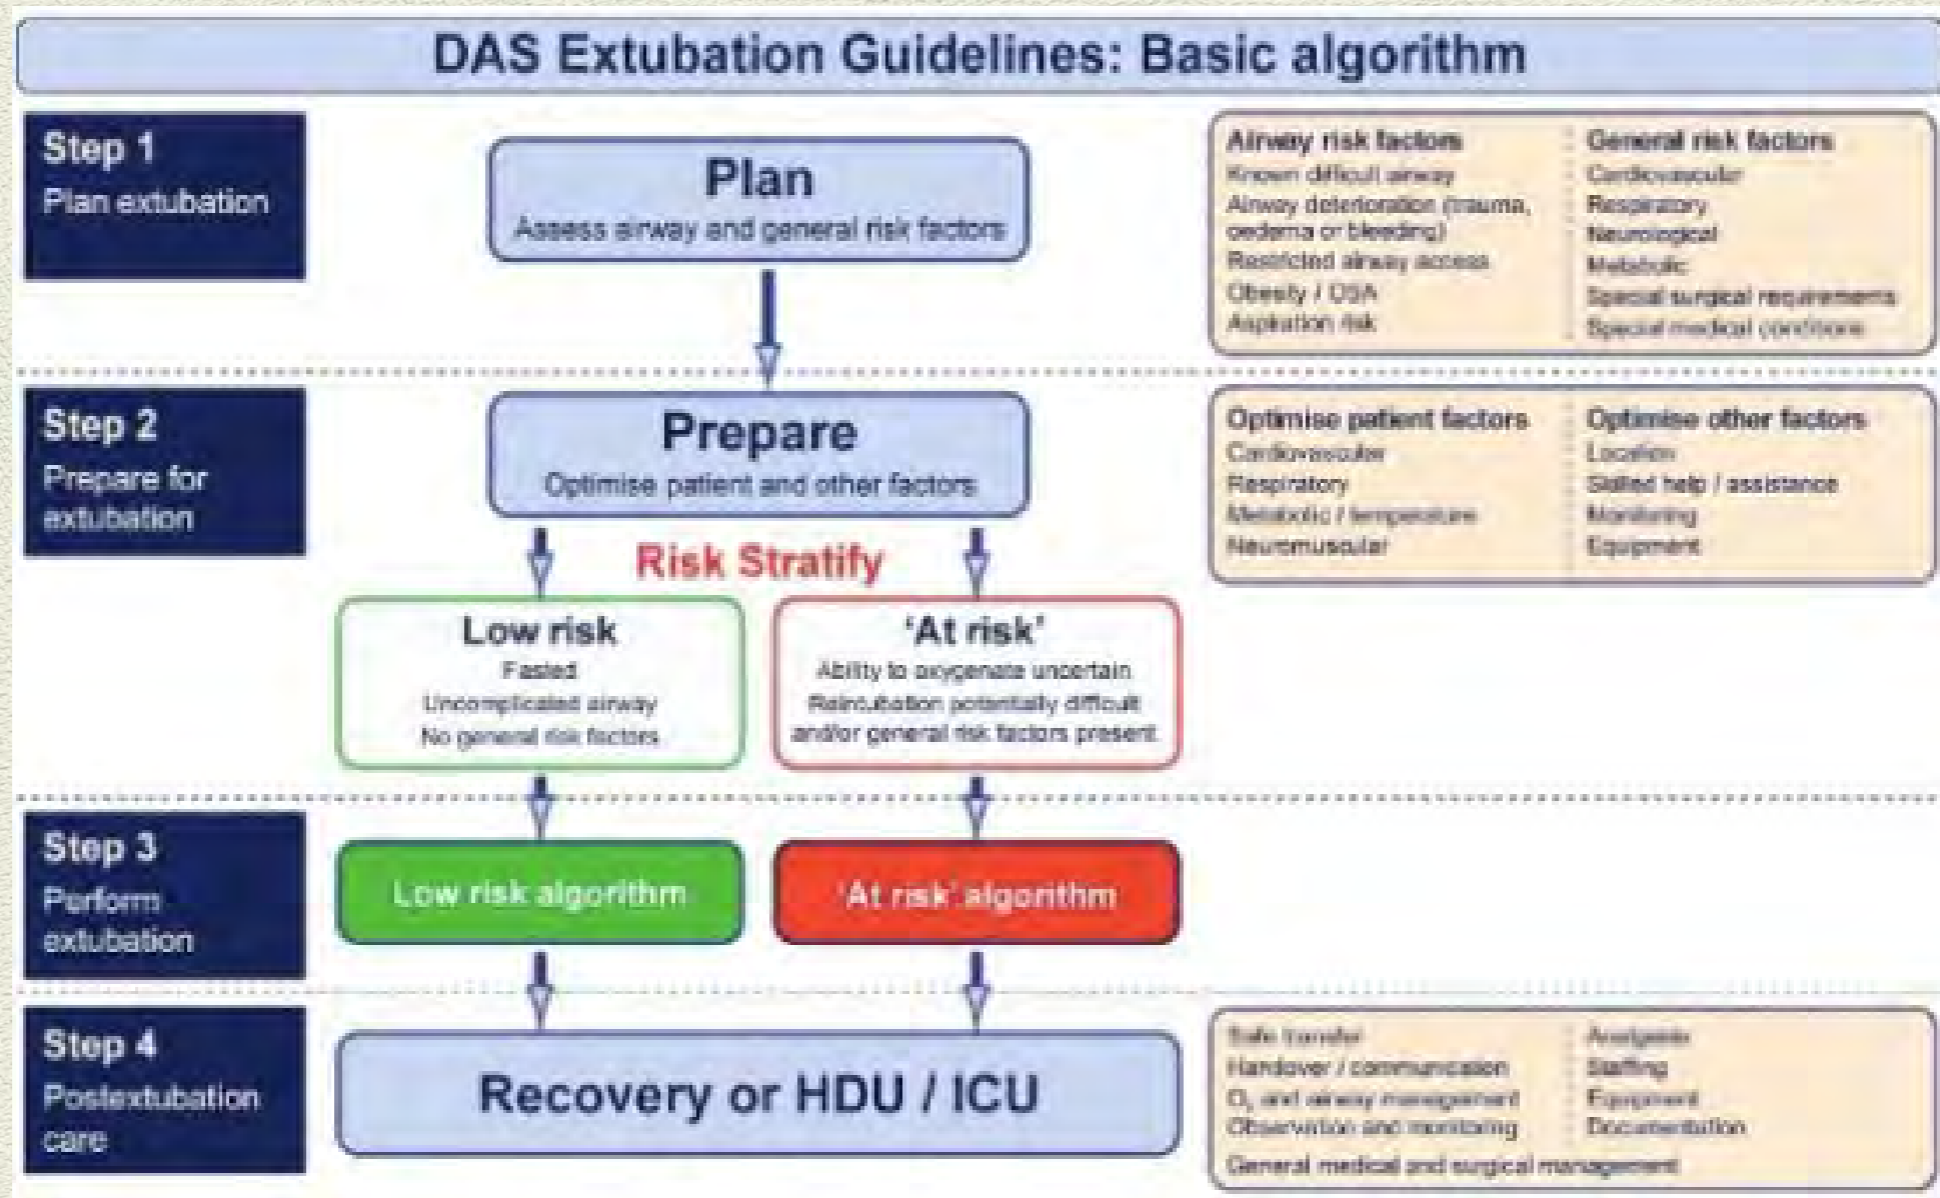 DAS Extubation Guidelines: Basic algorithm
Step 1
Plan extubation
Plan
Assess airway and general risk factors
Airway risk factors
Known difficult airway
Airway deterioration (trauma,
oedema or bleeding)
Restricted airway access
Obesity / OSA
Aspiration risk
General risk factors
Cardiovascular
Respiratory
Neurological
Metabolic
Special surgical requirements
Special medical conditions
Step 2
Prepare for
extubation
Prepare
Optimise patient and other factors
Optimise patient factors
Cardiovascular
Respiratory
Metabolic / temperature
Neuromuscular
Optimise other factors
Location
Skilled help / assistance
Monitoring
Equipment
Risk Stratify
Low risk
Fasted
Uncomplicated airway
No general risk factors
'At risk'
Ability to oxygenate uncertain
Reintubation potentially difficult
and/or general risk factors present
Step 3
Perform
extubation
Low risk algorithm
'At risk' algorithm
Step 4
Postextubation
care
Recovery or HDU / ICU
Safe transfer
Handover / communication
O₂ and airway management
Observation and monitoring
General medical and surgical management
Analgesia
Staffing
Equipment
Documentation